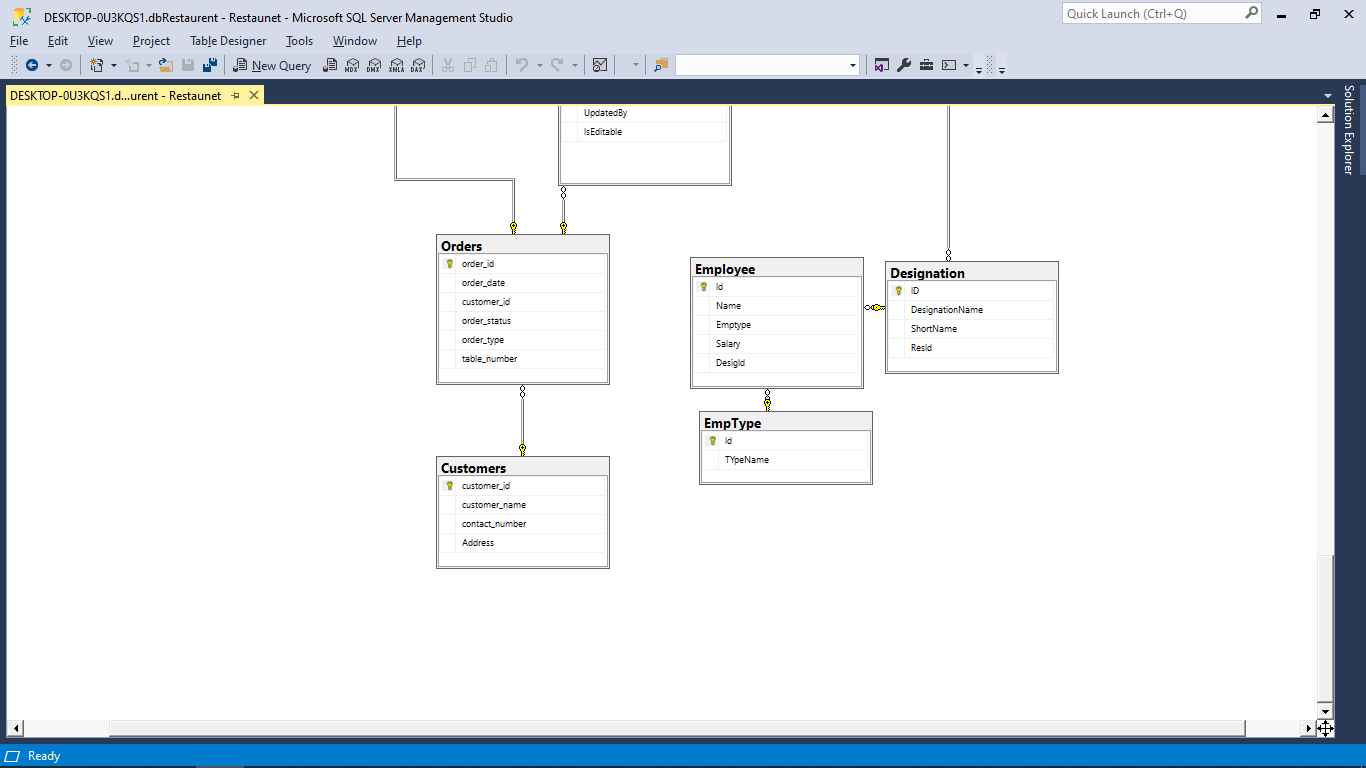 DESKTOP-0U3KQS1.dbRestaurent - Restaunet - Microsoft SQL Server Management Studio
Quick Launch (Ctrl+Q)
File Edit View Project Table Designer Tools Window Help
New Query MDX DMX XMLA DAX
DESKTOP-0U3KQS1.d...urent - Restaunet
Solution Explorer
UpdatedBy
IsEditable
Orders
order_id
order_date
customer_id
order_status
order_type
table_number
Employee
Id
Name
Emptype
Salary
DesigId
Designation
ID
DesignationName
ShortName
ResId
EmpType
Id
TYpeName
Customers
customer_id
customer_name
contact_number
Address
Ready